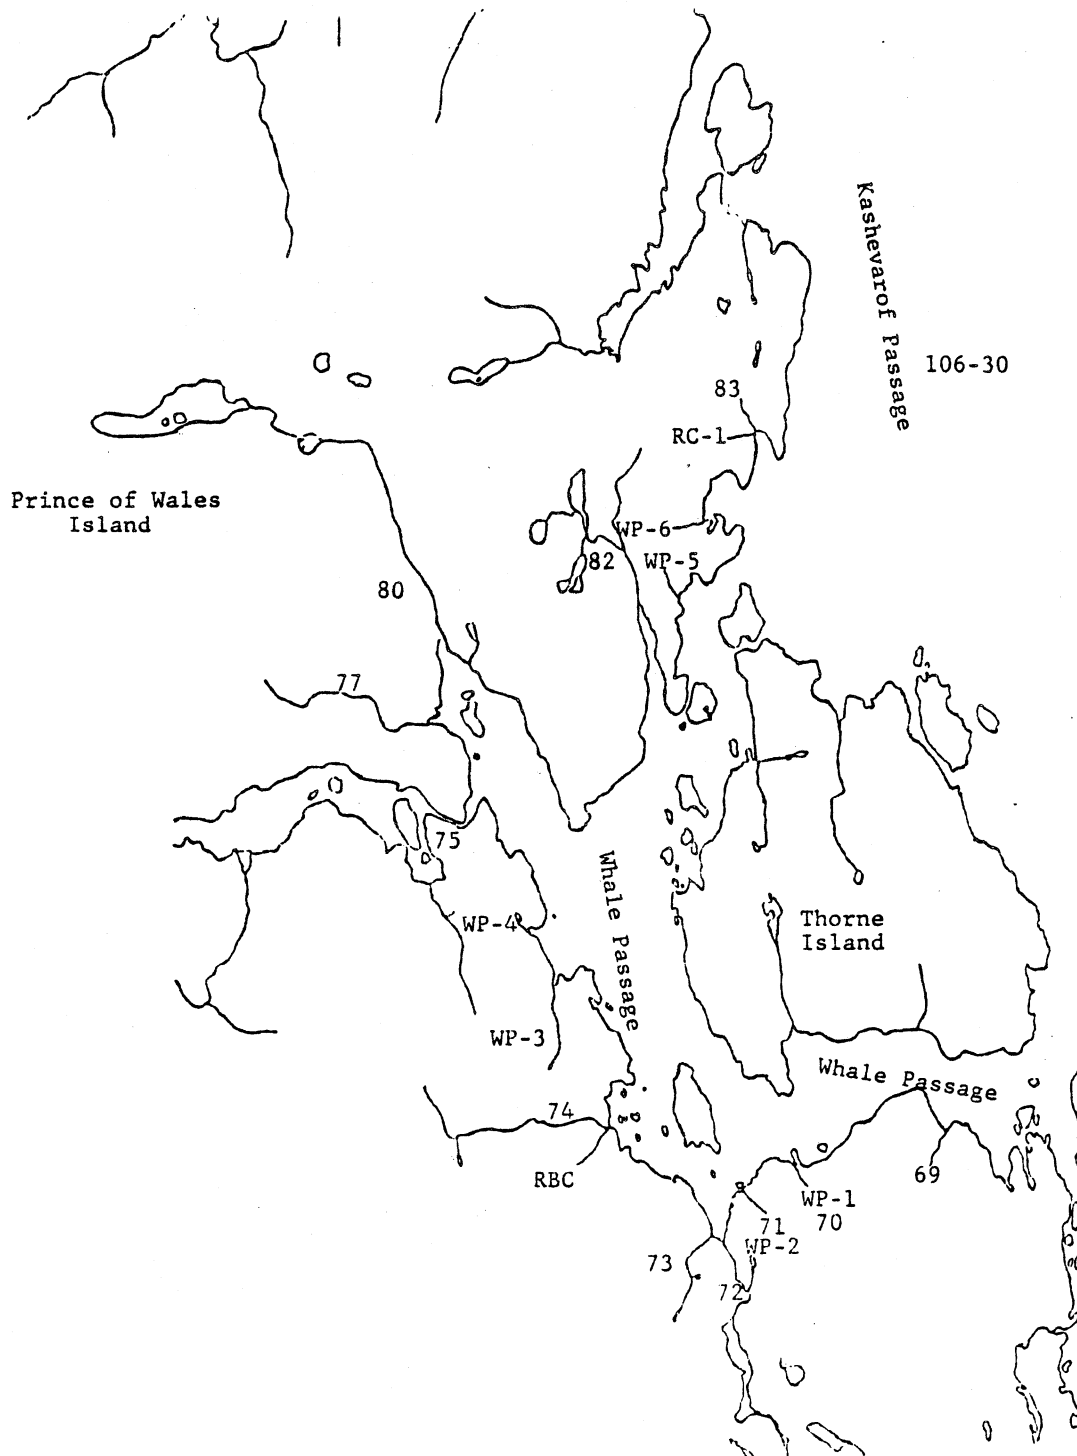 Kashevarof Passage
106-30
83
RC-1
Prince of Wales
Island
WP-6
82
WP-5
80
77
75
Whale Passage
WP-4
Thorne
Island
WP-3
Whale Passage
74
RBC
69
WP-1
70
71
WP-2
73
72